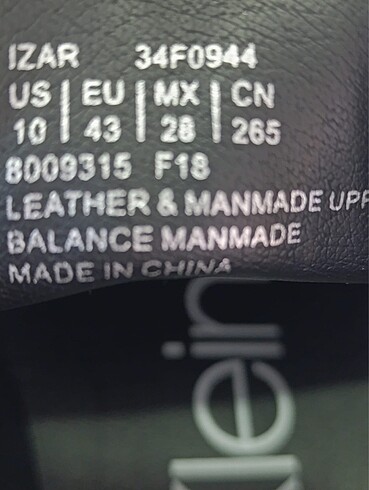 IZAR 34F0944
US | EU | MX | CN
10 | 43 | 28 | 265
8009315 F18
LEATHER & MANMADE UPP
BALANCE MANMADE
MADE IN CHINA
klein